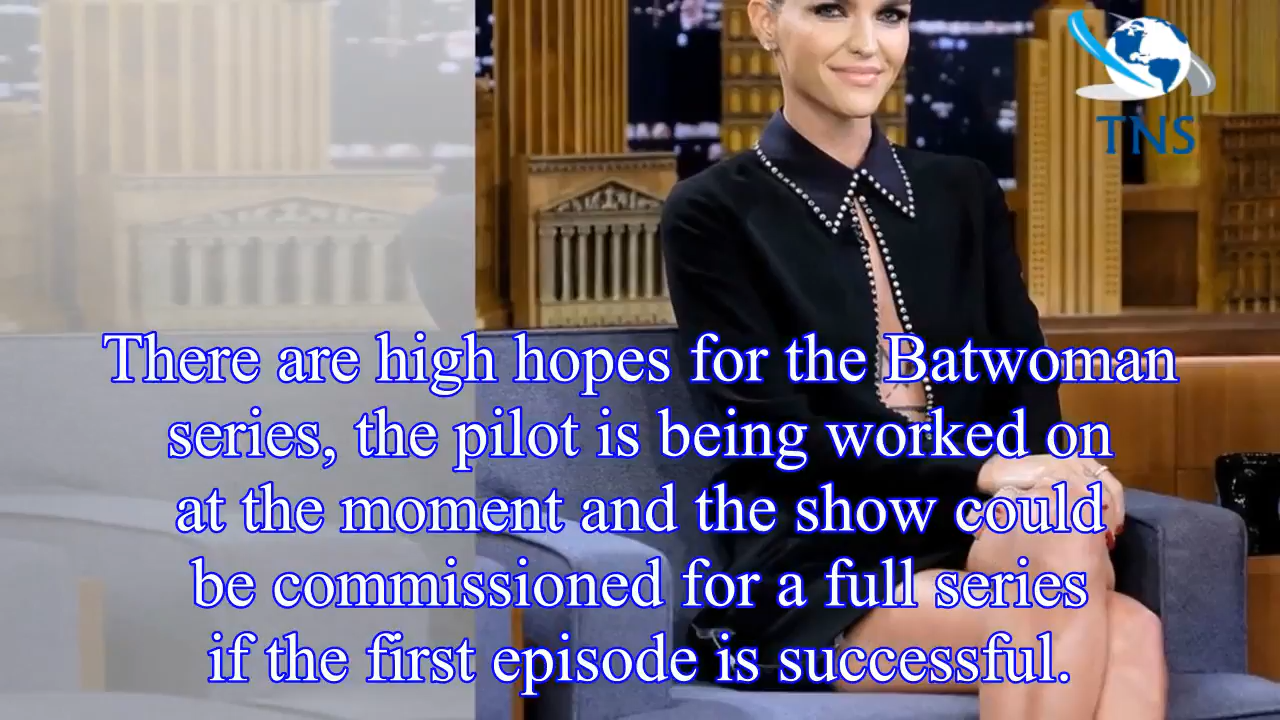 TNS
There are high hopes for the Batwoman
series, the pilot is being worked on
at the moment and the show could
be commissioned for a full series
if the first episode is successful.